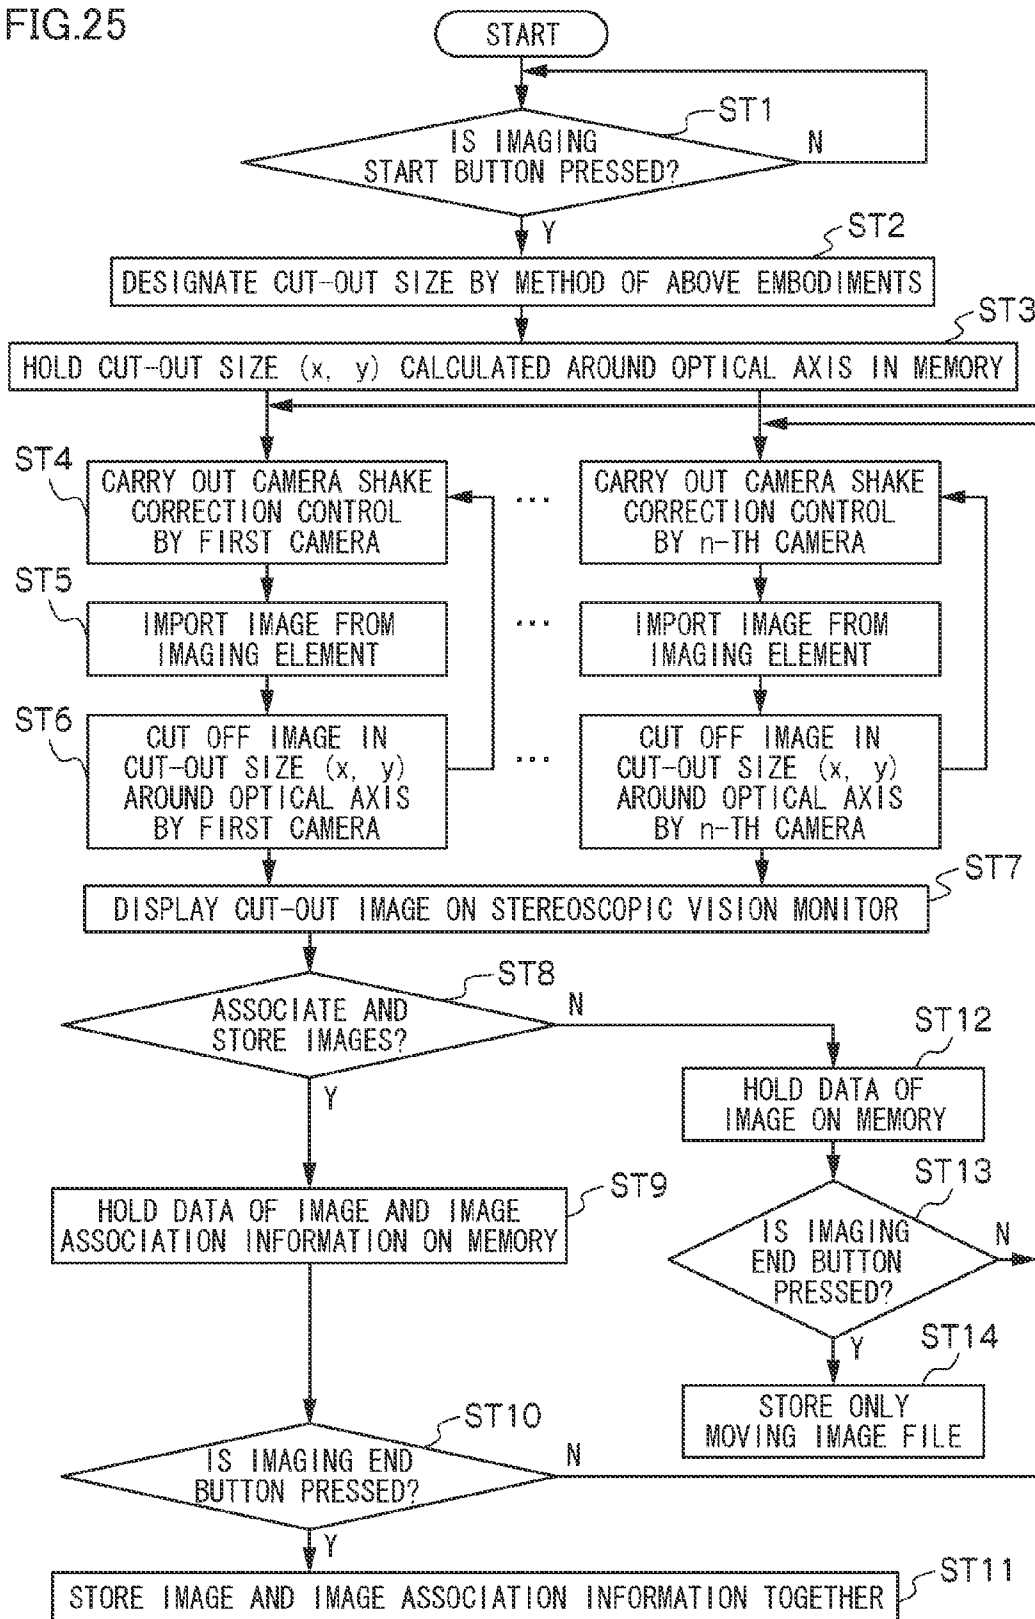 FIG.25
START
ST1
IS IMAGING
START BUTTON PRESSED?
N
Y
ST2
DESIGNATE CUT-OUT SIZE BY METHOD OF ABOVE EMBODIMENTS
ST3
HOLD CUT-OUT SIZE (x, y) CALCULATED AROUND OPTICAL AXIS IN MEMORY
ST4
CARRY OUT CAMERA SHAKE
CORRECTION CONTROL
BY FIRST CAMERA
...
CARRY OUT CAMERA SHAKE
CORRECTION CONTROL
BY n-TH CAMERA
ST5
IMPORT IMAGE FROM
IMAGING ELEMENT
...
IMPORT IMAGE FROM
IMAGING ELEMENT
ST6
CUT OFF IMAGE IN
CUT-OUT SIZE (x, y)
AROUND OPTICAL AXIS
BY FIRST CAMERA
...
CUT OFF IMAGE IN
CUT-OUT SIZE (x, y)
AROUND OPTICAL AXIS
BY n-TH CAMERA
ST7
DISPLAY CUT-OUT IMAGE ON STEREOSCOPIC VISION MONITOR
ST8
ASSOCIATE AND
STORE IMAGES?
N
Y
ST12
HOLD DATA OF
IMAGE ON MEMORY
ST9
HOLD DATA OF IMAGE AND IMAGE
ASSOCIATION INFORMATION ON MEMORY
ST13
IS IMAGING
END BUTTON
PRESSED?
N
Y
ST14
STORE ONLY
MOVING IMAGE FILE
ST10
IS IMAGING END
BUTTON PRESSED?
N
Y
ST11
STORE IMAGE AND IMAGE ASSOCIATION INFORMATION TOGETHER